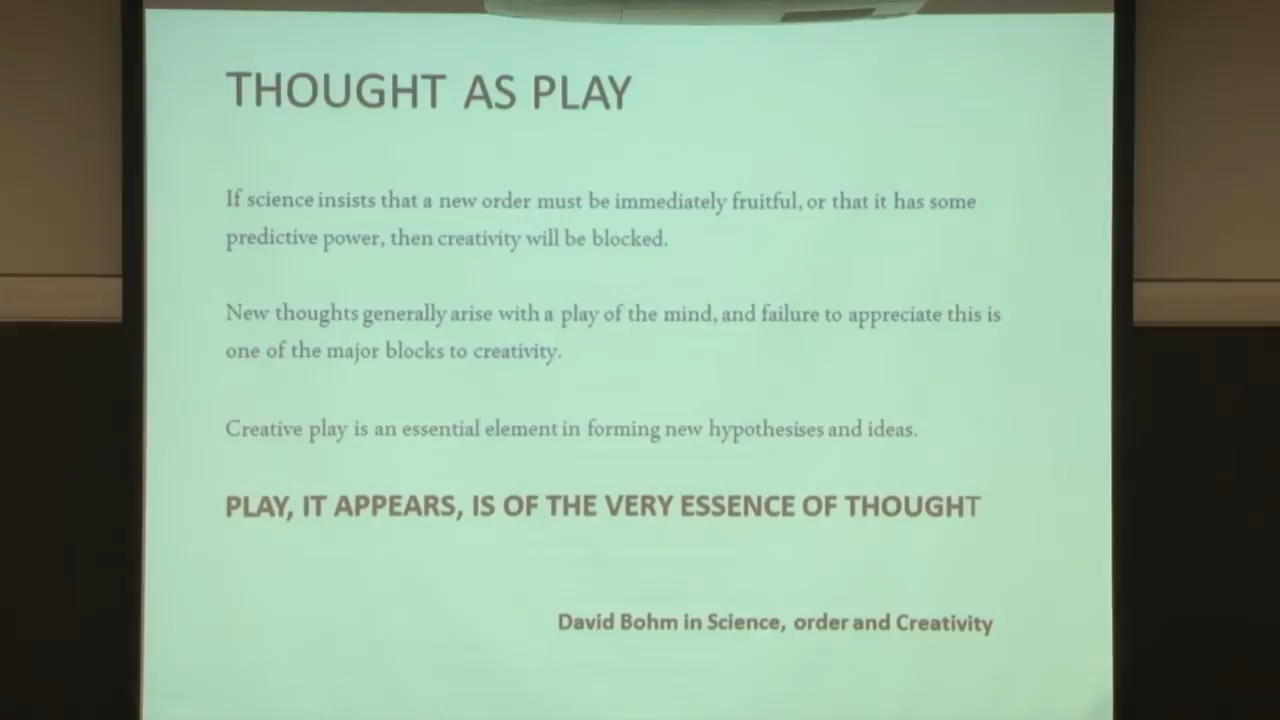 THOUGHT AS PLAY
If science insists that a new order must be immediately fruitful, or that it has some
predictive power, then creativity will be blocked.
New thoughts generally arise with a play of the mind, and failure to appreciate this is
one of the major blocks to creativity.
Creative play is an essential element in forming new hypothesises and ideas.
PLAY, IT APPEARS, IS OF THE VERY ESSENCE OF THOUGHT
David Bohm in Science, order and Creativity